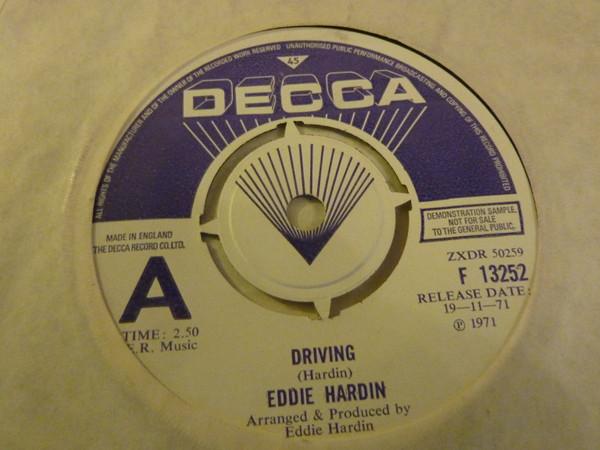 ALL RIGHTS OF THE MANUFACTURER AND OF THE OWNER OF THE RECORDED WORK RESERVED UNAUTHORISED PUBLIC PERFORMANCE BROADCASTING AND COPYING OF THIS RECORD PROHIBITED
45
DECCA
MADE IN ENGLAND
THE DECCA RECORD CO. LTD.
DEMONSTRATION SAMPLE,
NOT FOR SALE
TO THE GENERAL PUBLIC.
ZXDR 50259
F 13252
RELEASE DATE:
19—11—71
℗ 1971
A
TIME: 2.50
E.R. Music
DRIVING
(Hardin)
EDDIE HARDIN
Arranged & Produced by
Eddie Hardin